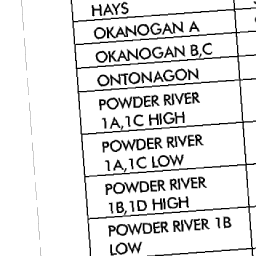 HAYS
OKANOGAN A
OKANOGAN B,C
ONTONAGON
POWDER RIVER
1A,1C HIGH
POWDER RIVER
1A,1C LOW
POWDER RIVER
1B,1D HIGH
POWDER RIVER 1B
LOW